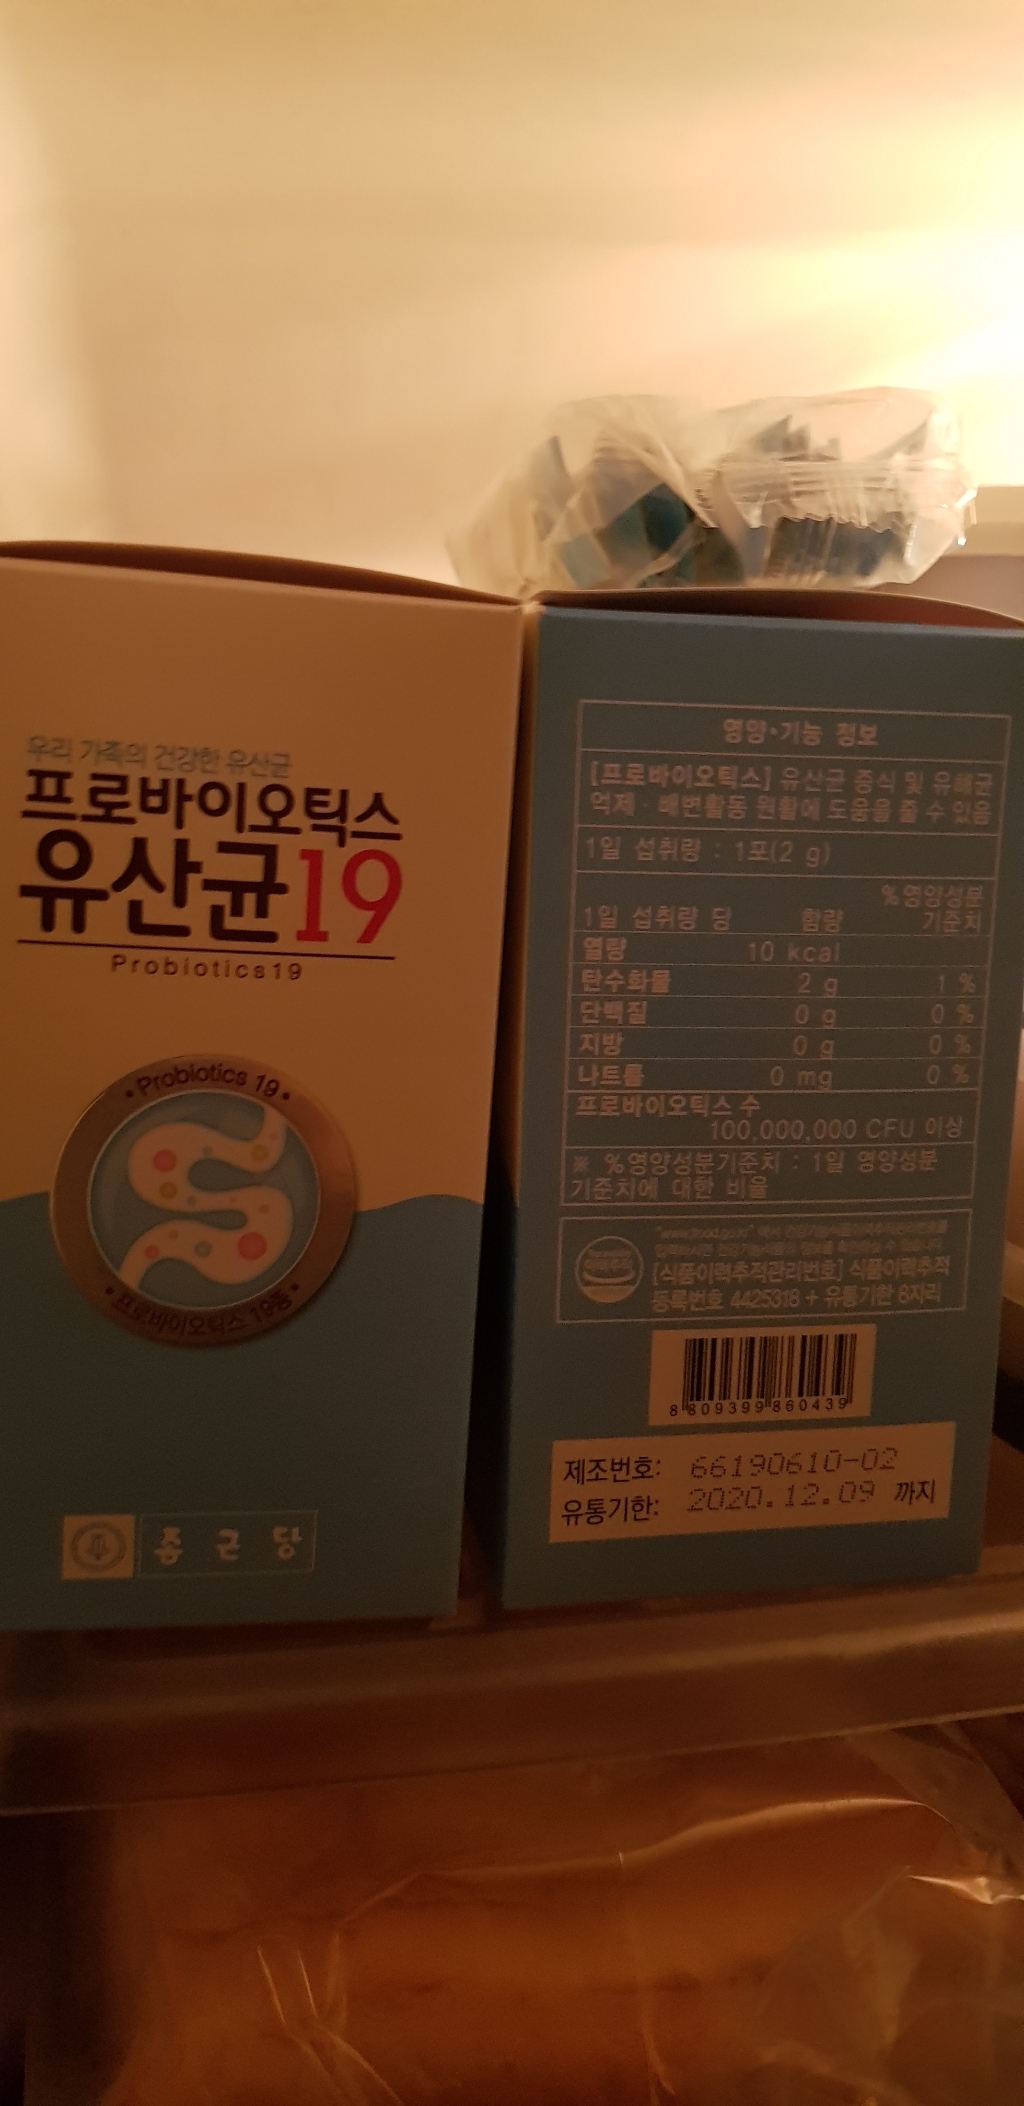 우리 가족의 건강한 유산균
프로바이오틱스
유산균19
Probiotics19
• Probiotics 19 •
• 프로바이오틱스 19종 •
종근당
영양•기능 정보
[프로바이오틱스] 유산균 증식 및 유해균
억제 · 배변활동 원활에 도움을 줄 수 있음
1일 섭취량 : 1포(2 g)
1일 섭취량 당 함량 %영양성분 기준치
열량 10 kcal
탄수화물 2 g 1 %
단백질 0 g 0 %
지방 0 g 0 %
나트륨 0 mg 0 %
프로바이오틱스 수
100,000,000 CFU 이상
※ %영양성분기준치 : 1일 영양성분
기준치에 대한 비율
이력추적
[식품이력추적관리번호] 식품이력추적
등록번호 4425318 + 유통기한 8자리
8 809399 860439
제조번호: 66190610-02
유통기한: 2020.12.09 까지